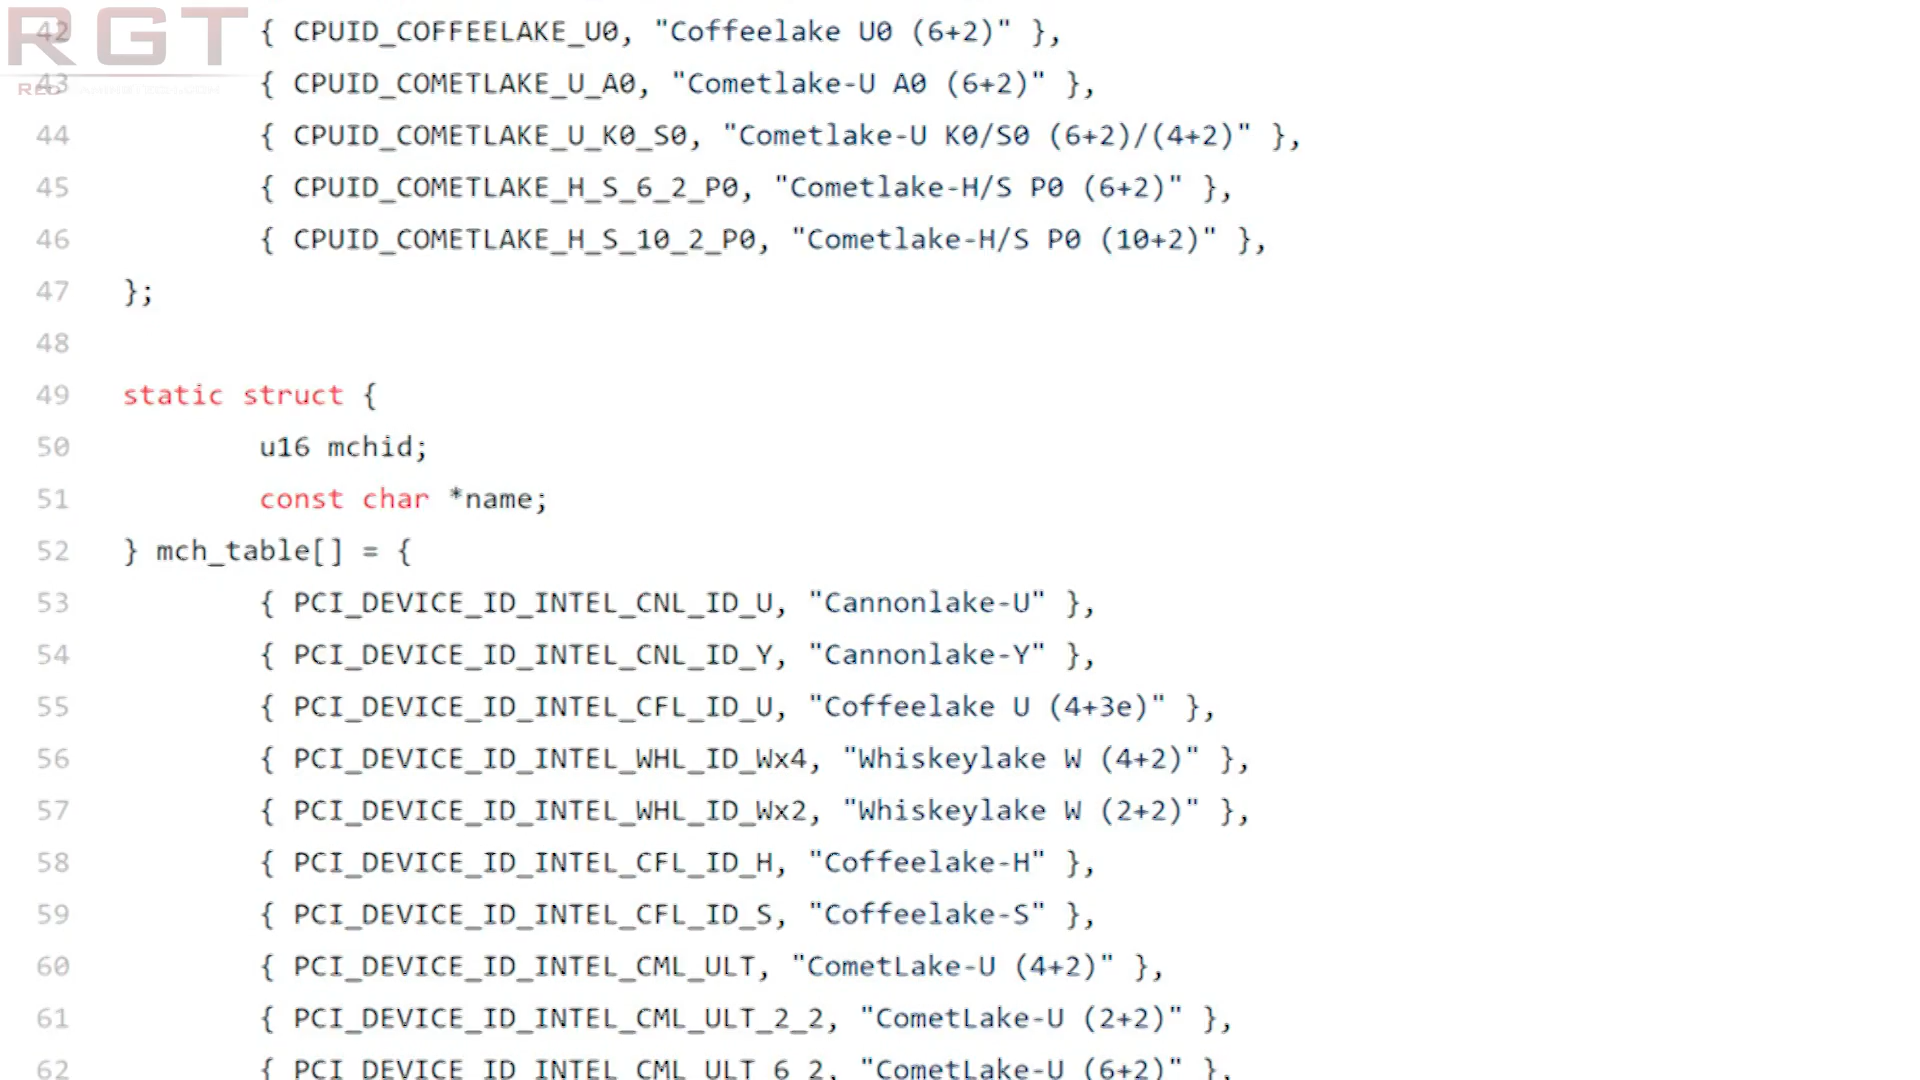 RGT
RED
42 { CPUID_COFFEELAKE_U0, "Coffeelake U0 (6+2)" },
43 { CPUID_COMETLAKE_U_A0, "Cometlake-U A0 (6+2)" },
44 { CPUID_COMETLAKE_U_K0_S0, "Cometlake-U K0/S0 (6+2)/(4+2)" },
45 { CPUID_COMETLAKE_H_S_6_2_P0, "Cometlake-H/S P0 (6+2)" },
46 { CPUID_COMETLAKE_H_S_10_2_P0, "Cometlake-H/S P0 (10+2)" },
47 };
48
49 static struct {
50 u16 mchid;
51 const char *name;
52 } mch_table[] = {
53 { PCI_DEVICE_ID_INTEL_CNL_ID_U, "Cannonlake-U" },
54 { PCI_DEVICE_ID_INTEL_CNL_ID_Y, "Cannonlake-Y" },
55 { PCI_DEVICE_ID_INTEL_CFL_ID_U, "Coffeelake U (4+3e)" },
56 { PCI_DEVICE_ID_INTEL_WHL_ID_Wx4, "Whiskeylake W (4+2)" },
57 { PCI_DEVICE_ID_INTEL_WHL_ID_Wx2, "Whiskeylake W (2+2)" },
58 { PCI_DEVICE_ID_INTEL_CFL_ID_H, "Coffeelake-H" },
59 { PCI_DEVICE_ID_INTEL_CFL_ID_S, "Coffeelake-S" },
60 { PCI_DEVICE_ID_INTEL_CML_ULT, "CometLake-U (4+2)" },
61 { PCI_DEVICE_ID_INTEL_CML_ULT_2_2, "CometLake-U (2+2)" },
62 { PCI_DEVICE_ID_INTEL_CML_ULT_6_2, "CometLake-U (6+2)" },